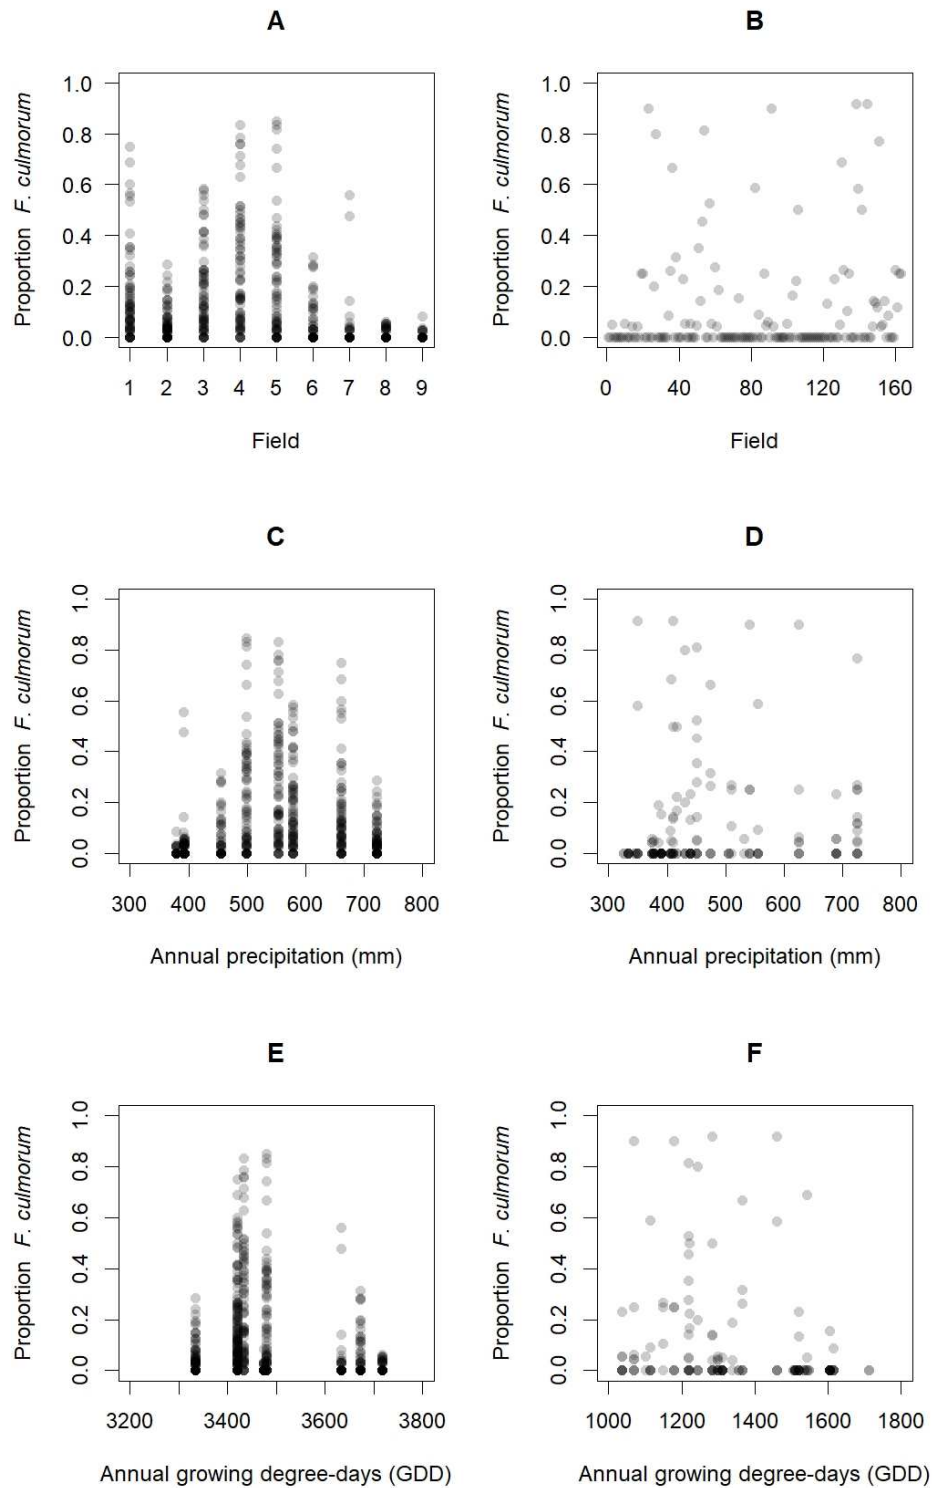 A
Proportion F. culmorum
1.0
0.8
0.6
0.4
0.2
0.0
1 2 3 4 5 6 7 8 9
Field
B
Proportion F. culmorum
1.0
0.8
0.6
0.4
0.2
0.0
0 40 80 120 160
Field
C
Proportion F. culmorum
1.0
0.8
0.6
0.4
0.2
0.0
300 400 500 600 700 800
Annual precipitation (mm)
D
Proportion F. culmorum
1.0
0.8
0.6
0.4
0.2
0.0
300 400 500 600 700 800
Annual precipitation (mm)
E
Proportion F. culmorum
1.0
0.8
0.6
0.4
0.2
0.0
3200 3400 3600 3800
Annual growing degree-days (GDD)
F
Proportion F. culmorum
1.0
0.8
0.6
0.4
0.2
0.0
1000 1200 1400 1600 1800
Annual growing degree-days (GDD)